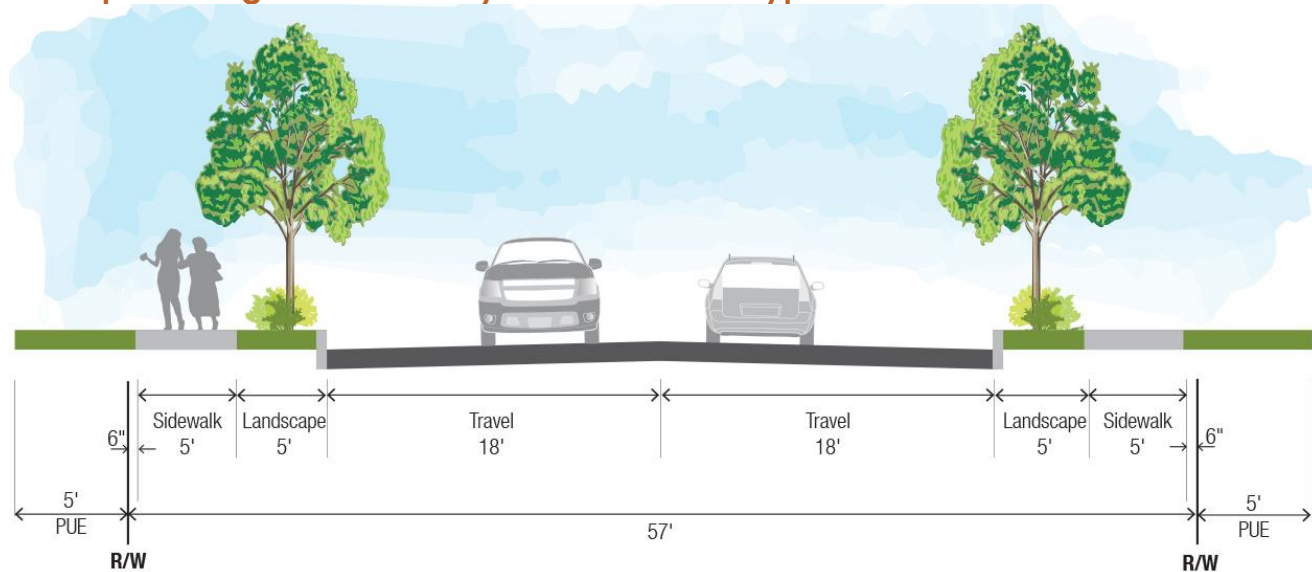 Sidewalk
5'
Landscape
5'
Travel
18'
Travel
18'
Landscape
5'
Sidewalk
5'
6"
6"
5'
PUE
57'
5'
PUE
R/W
R/W